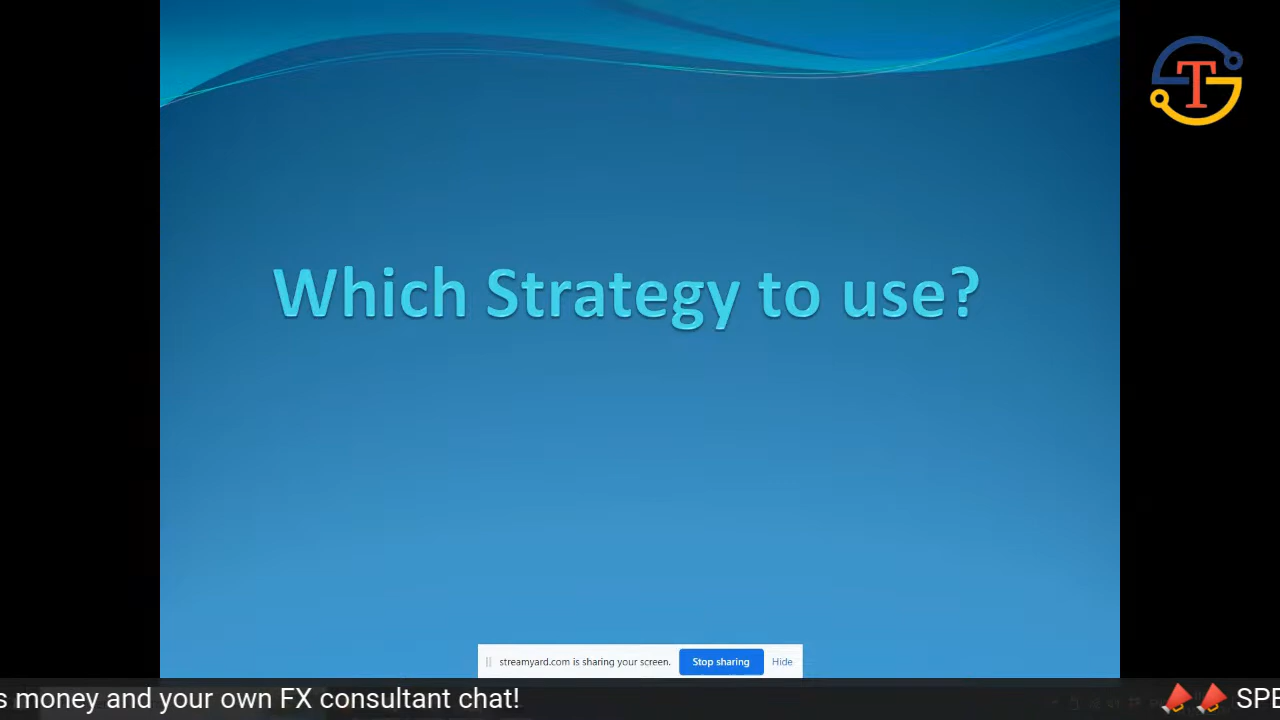 T
Which Strategy to use?
streamyard.com is sharing your screen. Stop sharing Hide
s money and your own FX consultant chat! 📣📣 SPE